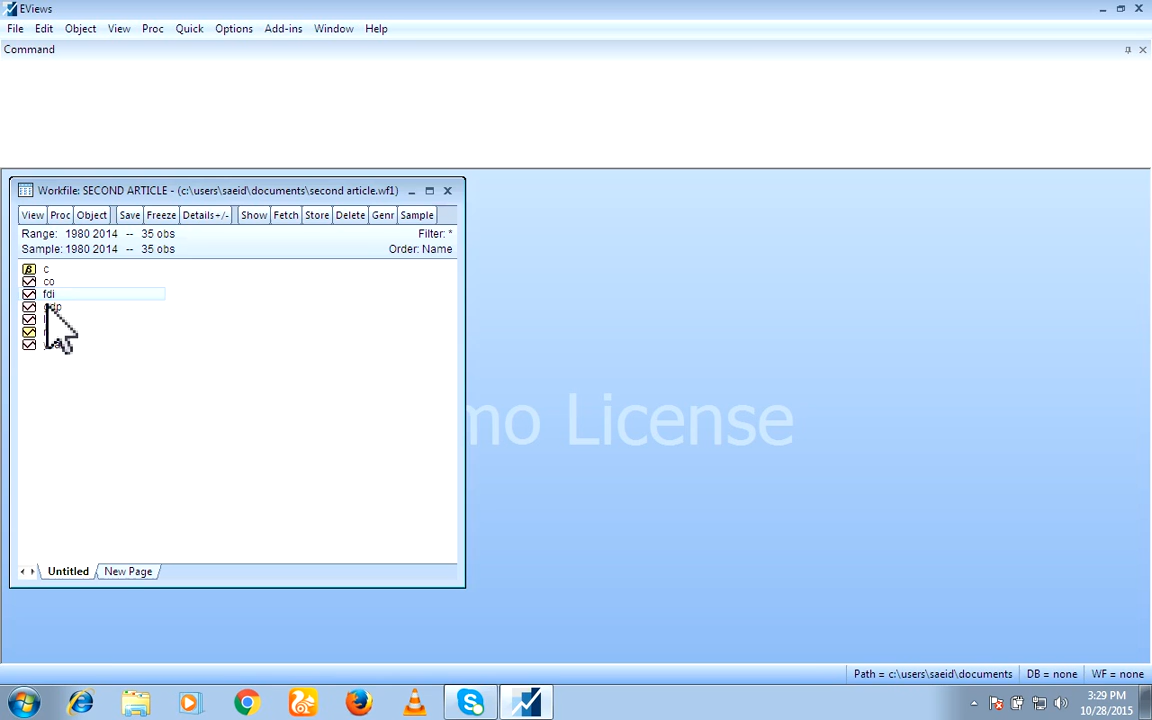 EViews
File Edit Object View Proc Quick Options Add-ins Window Help
Command
Workfile: SECOND ARTICLE - (c:\users\saeid\documents\second article.wf1)
View Proc Object Save Freeze Details+/- Show Fetch Store Delete Genr Sample
Range: 1980 2014 -- 35 obs Filter: *
Sample: 1980 2014 -- 35 obs Order: Name
c
co
fdi
gdp
mo License
Untitled New Page
Path = c:\users\saeid\documents DB = none WF = none
3:29 PM
10/28/2015